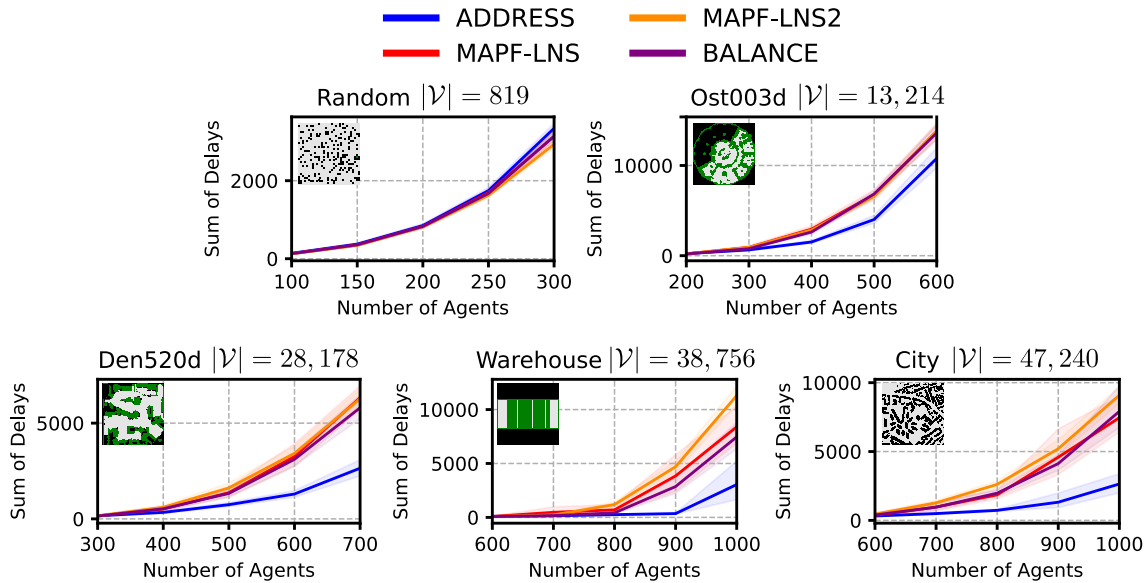 ADDRESS MAPF-LNS2
MAPF-LNS BALANCE
Random |𝒱| = 819
Sum of Delays
2000
0
100 150 200 250 300
Number of Agents
Ost003d |𝒱| = 13, 214
Sum of Delays
10000
0
200 300 400 500 600
Number of Agents
Den520d |𝒱| = 28, 178
Sum of Delays
5000
0
300 400 500 600 700
Number of Agents
Warehouse |𝒱| = 38, 756
Sum of Delays
10000
5000
0
600 700 800 900 1000
Number of Agents
City |𝒱| = 47, 240
Sum of Delays
10000
5000
0
600 700 800 900 1000
Number of Agents